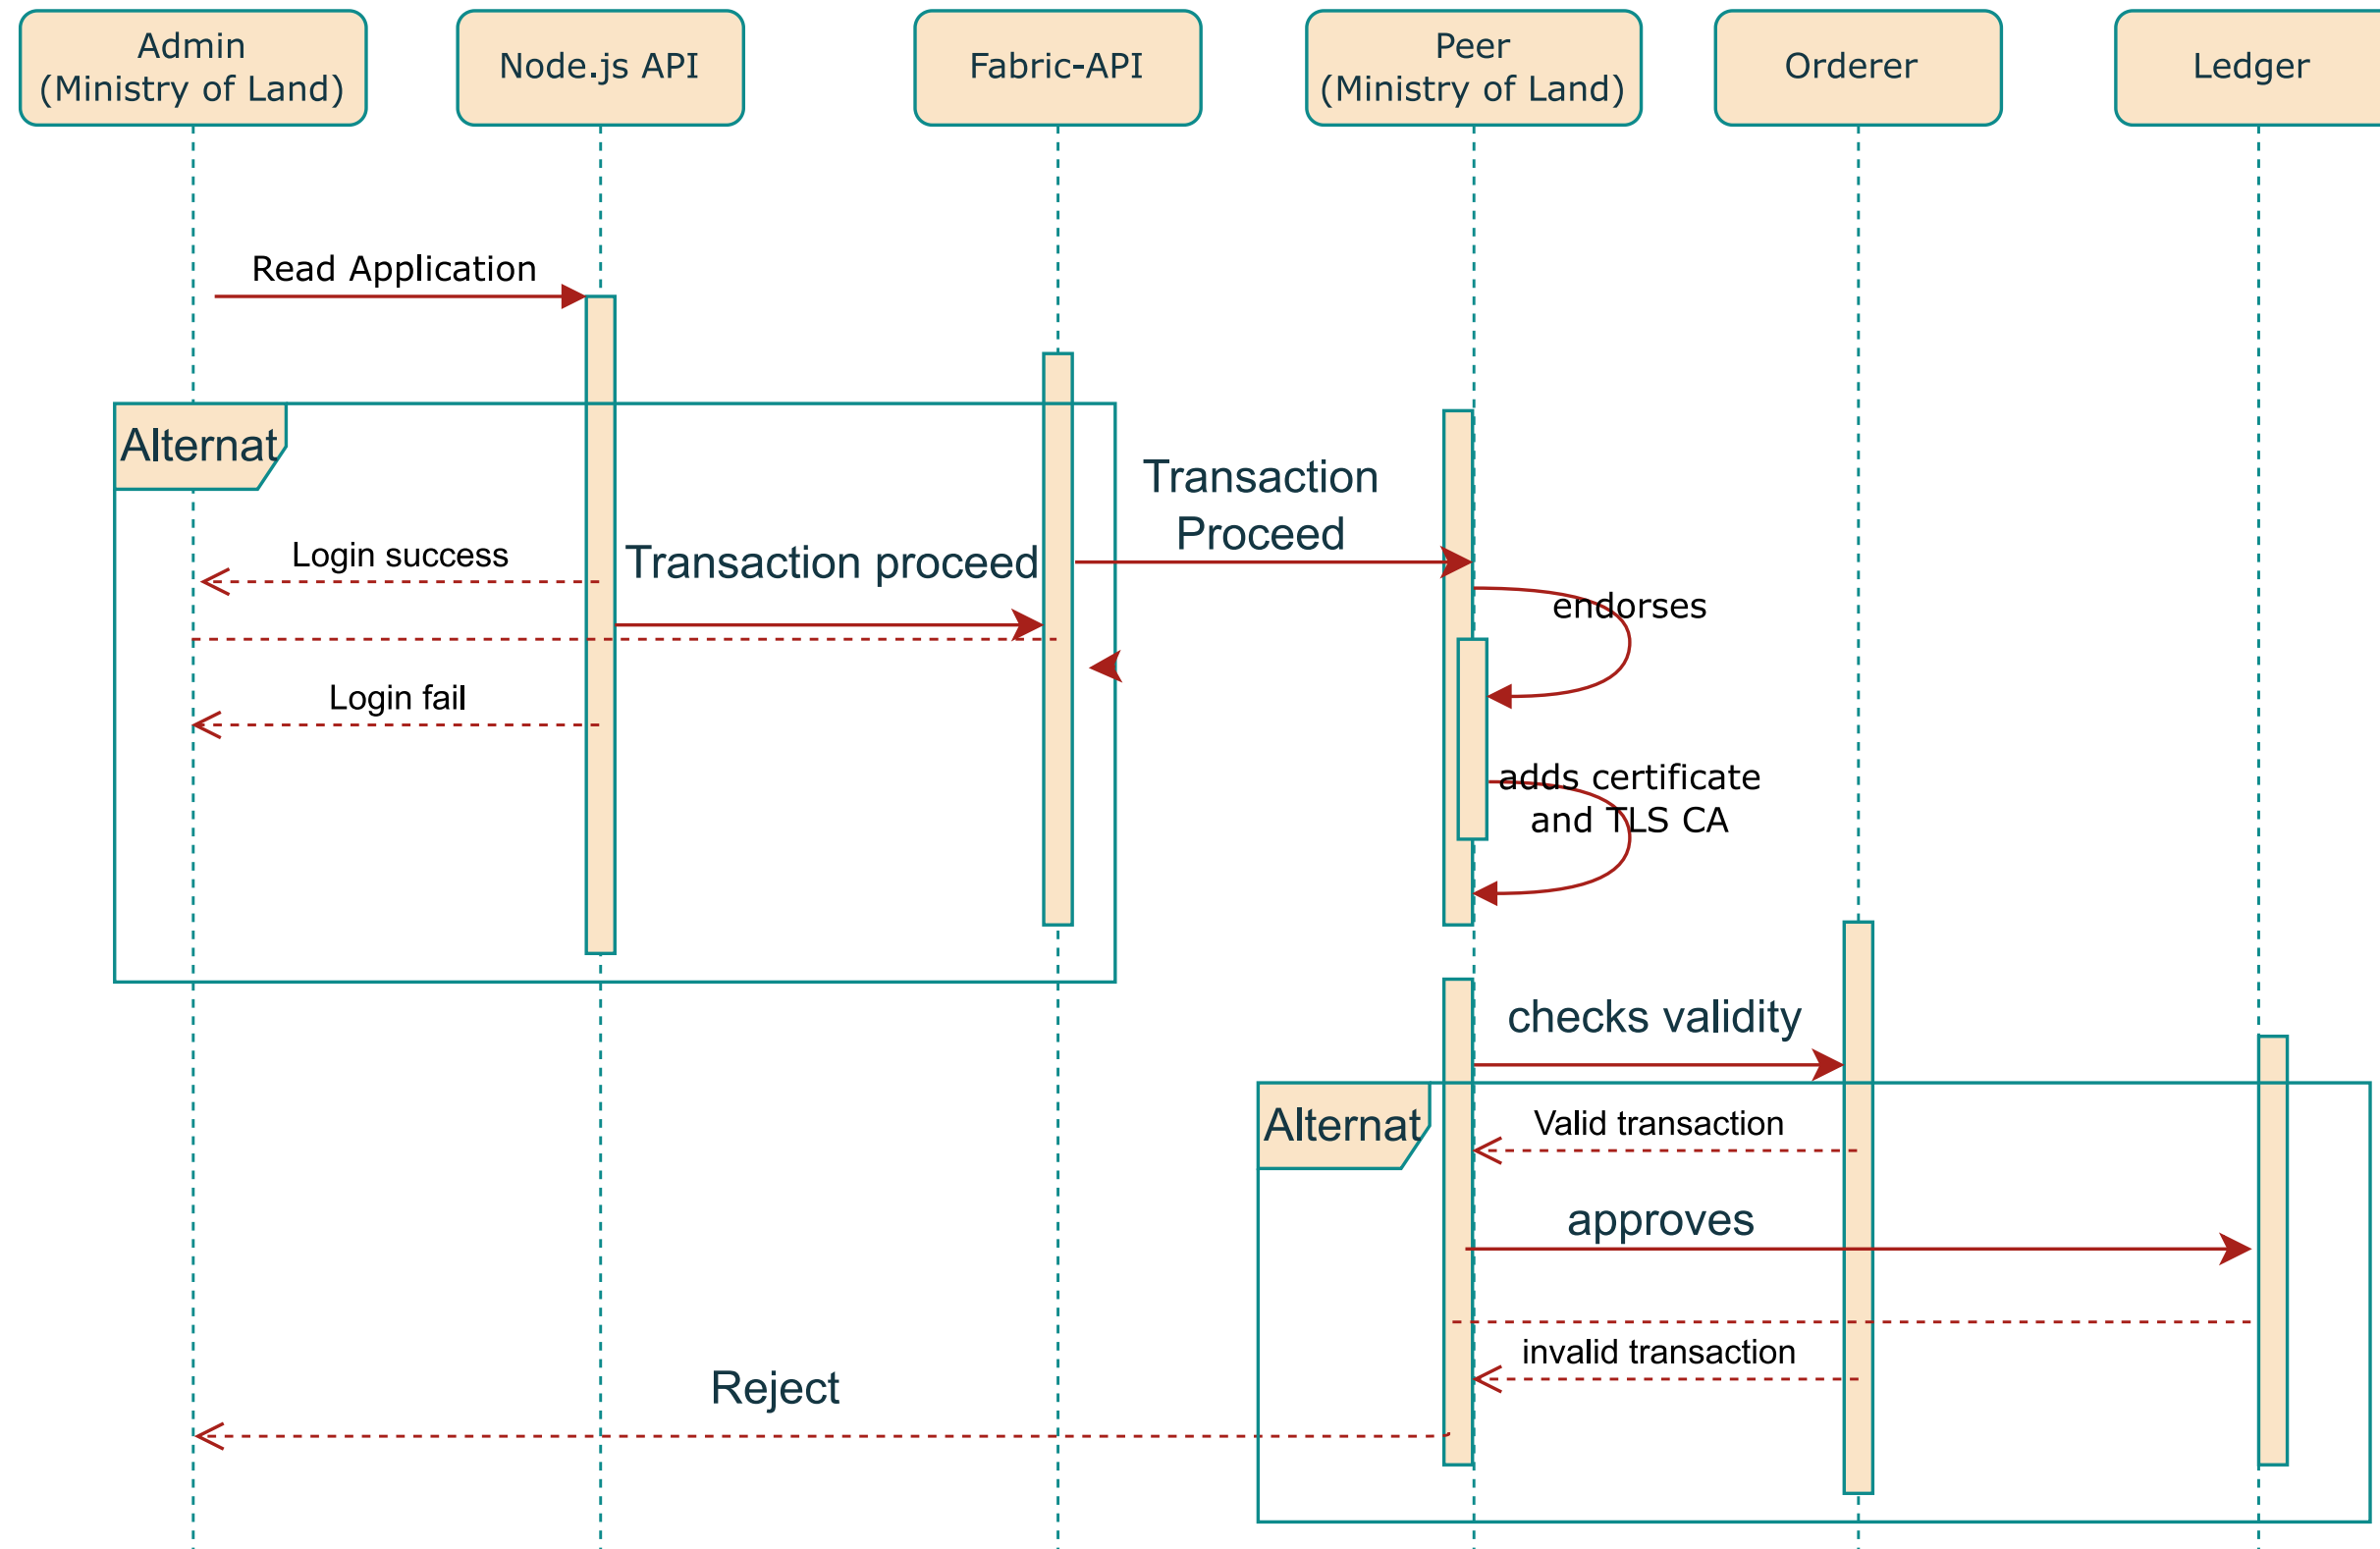 Admin
(Ministry of Land)
Node.js API
Fabric-API
Peer
(Ministry of Land)
Orderer
Ledger
Read Application
Alternat
Transaction
Proceed
Login success
Transaction proceed
endorses
Login fail
adds certificate
and TLS CA
checks validity
Alternat
Valid transaction
approves
invalid transaction
Reject